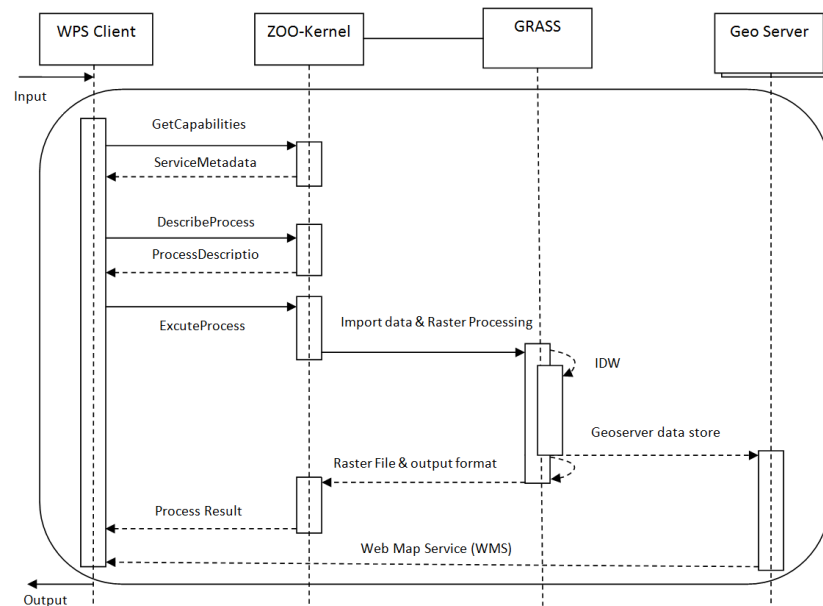 WPS Client
ZOO-Kernel
GRASS
Geo Server
Input
GetCapabilities
ServiceMetadata
DescribeProcess
ProcessDescriptio
ExcuteProcess
Import data & Raster Processing
IDW
Geoserver data store
Raster File & output format
Process Result
Web Map Service (WMS)
Output